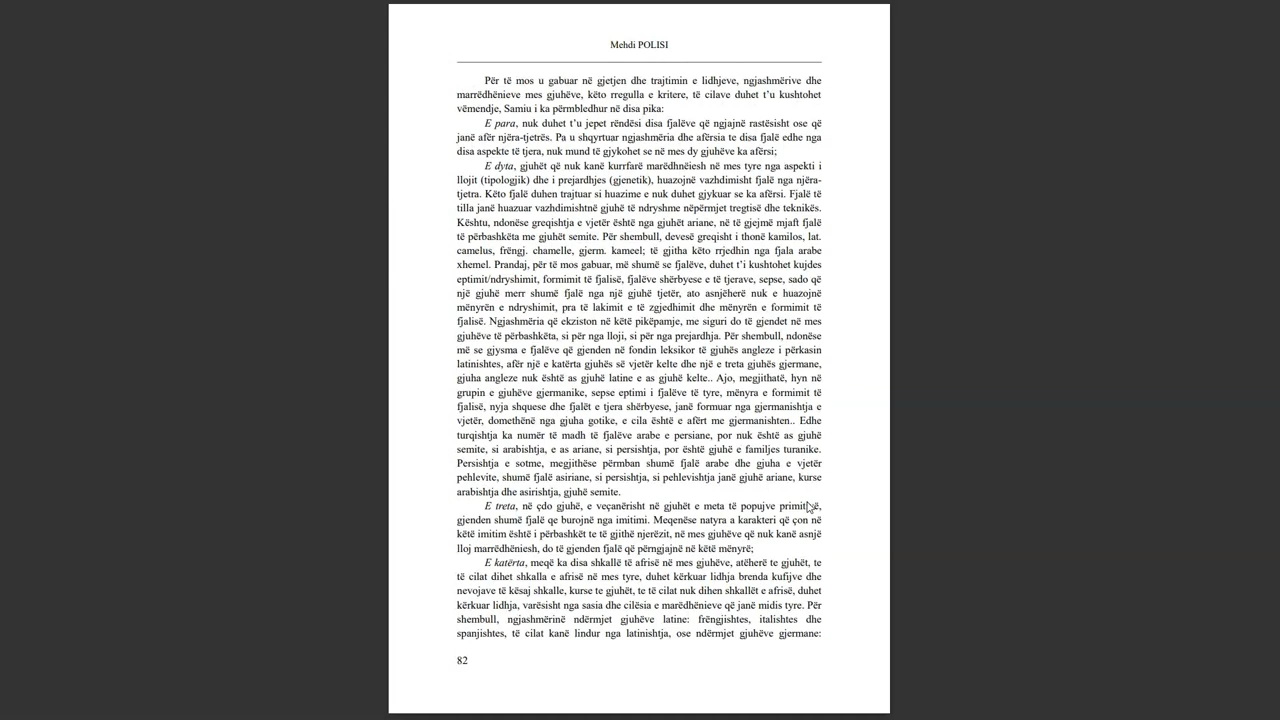 Mehdi POLISI
Për të mos u gabuar në gjetjen dhe trajtimin e lidhjeve, ngjashmërive dhe
marrëdhënieve mes gjuhëve, këto rregulla e kritere, të cilave duhet t’u kushtohet
vëmendje, Samiu i ka përmbledhur në disa pika:
E para, nuk duhet t’u jepet rëndësi disa fjalëve që ngjajnë rastësisht ose që
janë afër njëra-tjetrës. Pa u shqyrtuar ngjashmëria dhe afërsia te disa fjalë edhe nga
disa aspekte të tjera, nuk mund të gjykohet se në mes dy gjuhëve ka afërsi;
E dyta, gjuhët që nuk kanë kurrfarë marëdhnëiesh në mes tyre nga aspekti i
llojit (tipologjik) dhe i prejardhjes (gjenetik), huazojnë vazhdimisht fjalë nga njëra-
tjetra. Këto fjalë duhen trajtuar si huazime e nuk duhet gjykuar se ka afërsi. Fjalë të
tilla janë huazuar vazhdimishtnë gjuhë të ndryshme nëpërmjet tregtisë dhe teknikës.
Kështu, ndonëse greqishtja e vjetër është nga gjuhët ariane, në të gjejmë mjaft fjalë
të përbashkëta me gjuhët semite. Për shembull, devesë greqisht i thonë kamilos, lat.
camelus, frëngj. chamelle, gjerm. kameel; të gjitha këto rrjedhin nga fjala arabe
xhemel. Prandaj, për të mos gabuar, më shumë se fjalëve, duhet t’i kushtohet kujdes
eptimit/ndryshimit, formimit të fjalisë, fjalëve shërbyese e të tjerave, sepse, sado që
një gjuhë merr shumë fjalë nga një gjuhë tjetër, ato asnjëherë nuk e huazojnë
mënyrën e ndryshimit, pra të lakimit e të zgjedhimit dhe mënyrën e formimit të
fjalisë. Ngjashmëria që ekziston në këtë pikëpamje, me siguri do të gjendet në mes
gjuhëve të përbashkëta, si për nga lloji, si për nga prejardhja. Për shembull, ndonëse
më se gjysma e fjalëve që gjenden në fondin leksikor të gjuhës angleze i përkasin
latinishtes, afër një e katërta gjuhës së vjetër kelte dhe një e treta gjuhës gjermane,
gjuha angleze nuk është as gjuhë latine e as gjuhë kelte.. Ajo, megjithatë, hyn në
grupin e gjuhëve gjermanike, sepse eptimi i fjalëve të tyre, mënyra e formimit të
fjalisë, nyja shquese dhe fjalët e tjera shërbyese, janë formuar nga gjermanishtja e
vjetër, domethënë nga gjuha gotike, e cila është e afërt me gjermanishten.. Edhe
turqishtja ka numër të madh të fjalëve arabe e persiane, por nuk është as gjuhë
semite, si arabishtja, e as ariane, si persishtja, por është gjuhë e familjes turanike.
Persishtja e sotme, megjithëse përmban shumë fjalë arabe dhe gjuha e vjetër
pehlevite, shumë fjalë asiriane, si persishtja, si pehlevishtja janë gjuhë ariane, kurse
arabishtja dhe asirishtja, gjuhë semite.
E treta, në çdo gjuhë, e veçanërisht në gjuhët e meta të popujve primitivë,
gjenden shumë fjalë qe burojnë nga imitimi. Meqenëse natyra a karakteri që çon në
këtë imitim është i përbashkët te të gjithë njerëzit, në mes gjuhëve që nuk kanë asnjë
lloj marrëdhëniesh, do të gjenden fjalë që përngjajnë në këtë mënyrë;
E katërta, meqë ka disa shkallë të afrisë në mes gjuhëve, atëherë te gjuhët, te
të cilat dihet shkalla e afrisë në mes tyre, duhet kërkuar lidhja brenda kufijve dhe
nevojave të kësaj shkalle, kurse te gjuhët, te të cilat nuk dihen shkallët e afrisë, duhet
kërkuar lidhja, varësisht nga sasia dhe cilësia e marëdhënieve që janë midis tyre. Për
shembull, ngjashmërinë ndërmjet gjuhëve latine: frëngjishtes, italishtes dhe
spanjishtes, të cilat kanë lindur nga latinishtja, ose ndërmjet gjuhëve gjermane:
82